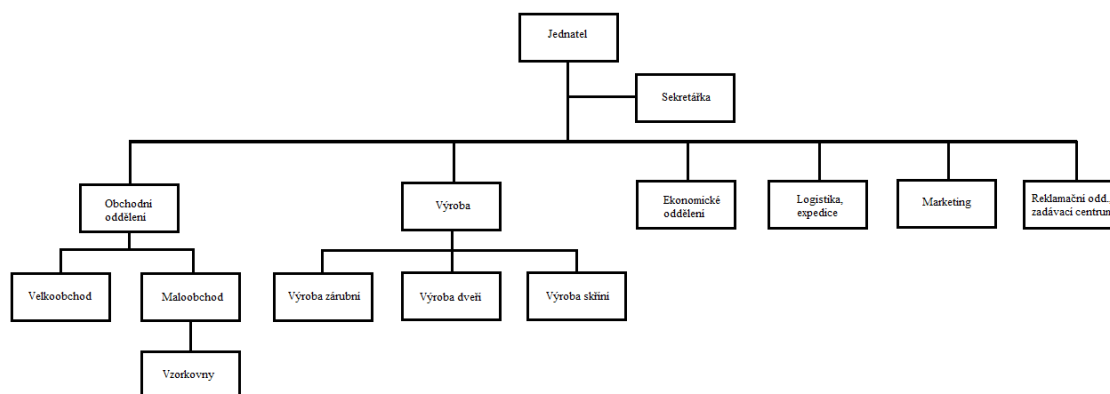 Jednatel
Sekretářka
Obchodní
oddělení
Výroba
Ekonomické
oddělení
Logistika,
expedice
Marketing
Reklamační odd.,
zadávací centrum
Velkoobchod
Maloobchod
Výroba zárubní
Výroba dveří
Výroba skříní
Vzorkovny